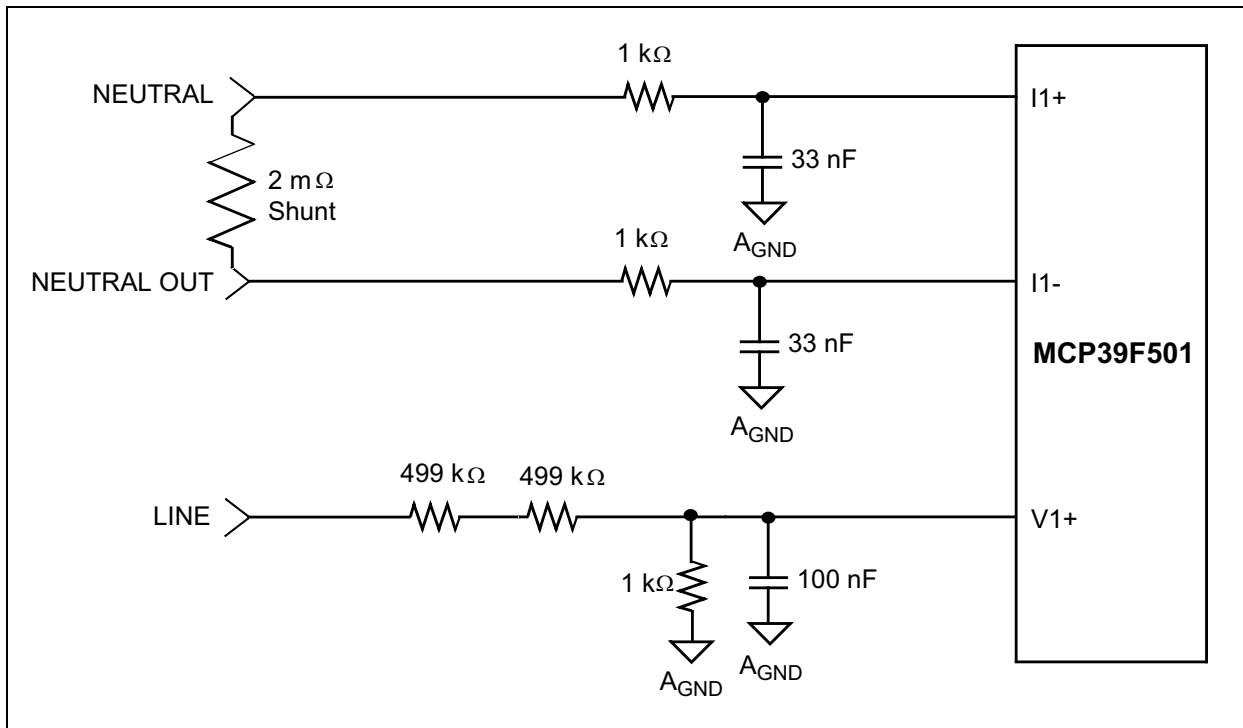 1 kΩ
NEUTRAL
I1+
33 nF
2 mΩ
Shunt
AGND
1 kΩ
NEUTRAL OUT
I1-
33 nF
MCP39F501
AGND
499 kΩ
499 kΩ
LINE
V1+
1 kΩ
100 nF
AGND
AGND